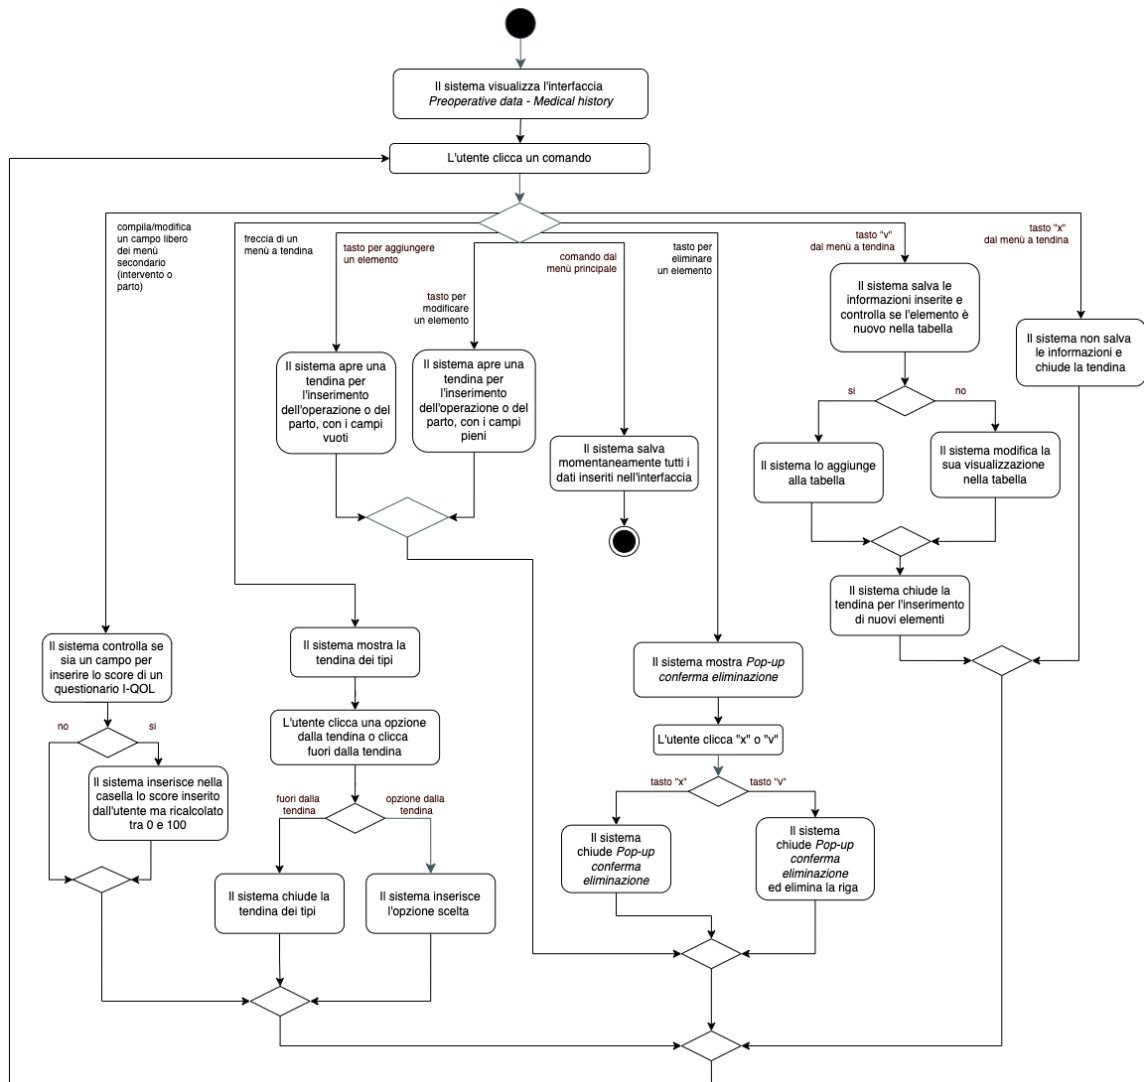 Il sistema visualizza l'interfaccia
Preoperative data - Medical history
L'utente clicca un comando
compila/modifica
un campo libero
dei menù
secondario
(intervento o
parto)
freccia di un
menù a tendina
tasto per aggiungere
un elemento
tasto per
modificare
un elemento
comando dal
menù principale
tasto per
eliminare
un elemento
tasto "v"
dal menù a tendina
tasto "x"
dal menù a tendina
Il sistema apre una
tendina per
l'inserimento
dell'operazione o del
parto, con i campi
vuoti
Il sistema apre una
tendina per
l'inserimento
dell'operazione o del
parto, con i campi
pieni
Il sistema salva
momentaneamente tutti i
dati inseriti nell'interfaccia
Il sistema salva le
informazioni inserite e
controlla se l'elemento è
nuovo nella tabella
Il sistema non salva
le informazioni e
chiude la tendina
si
no
Il sistema lo aggiunge
alla tabella
Il sistema modifica la
sua visualizzazione
nella tabella
Il sistema chiude la
tendina per l'inserimento
di nuovi elementi
Il sistema controlla se
sia un campo per
inserire lo score di un
questionario I-QOL
no
si
Il sistema inserisce nella
casella lo score inserito
dall'utente ma ricalcolato
tra 0 e 100
Il sistema mostra la
tendina dei tipi
L'utente clicca una opzione
dalla tendina o clicca
fuori dalla tendina
fuori dalla
tendina
opzione dalla
tendina
Il sistema chiude la
tendina dei tipi
Il sistema inserisce
l'opzione scelta
Il sistema mostra Pop-up
conferma eliminazione
L'utente clicca "x" o "v"
tasto "x"
tasto "v"
Il sistema
chiude Pop-up
conferma
eliminazione
Il sistema
chiude Pop-up
conferma
eliminazione
ed elimina la riga